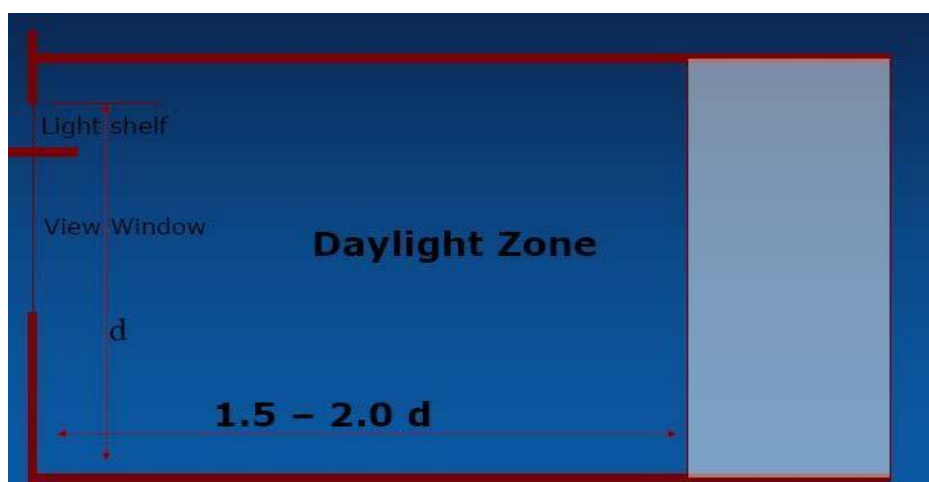 Light shelf
View Window
Daylight Zone
d
1.5 – 2.0 d